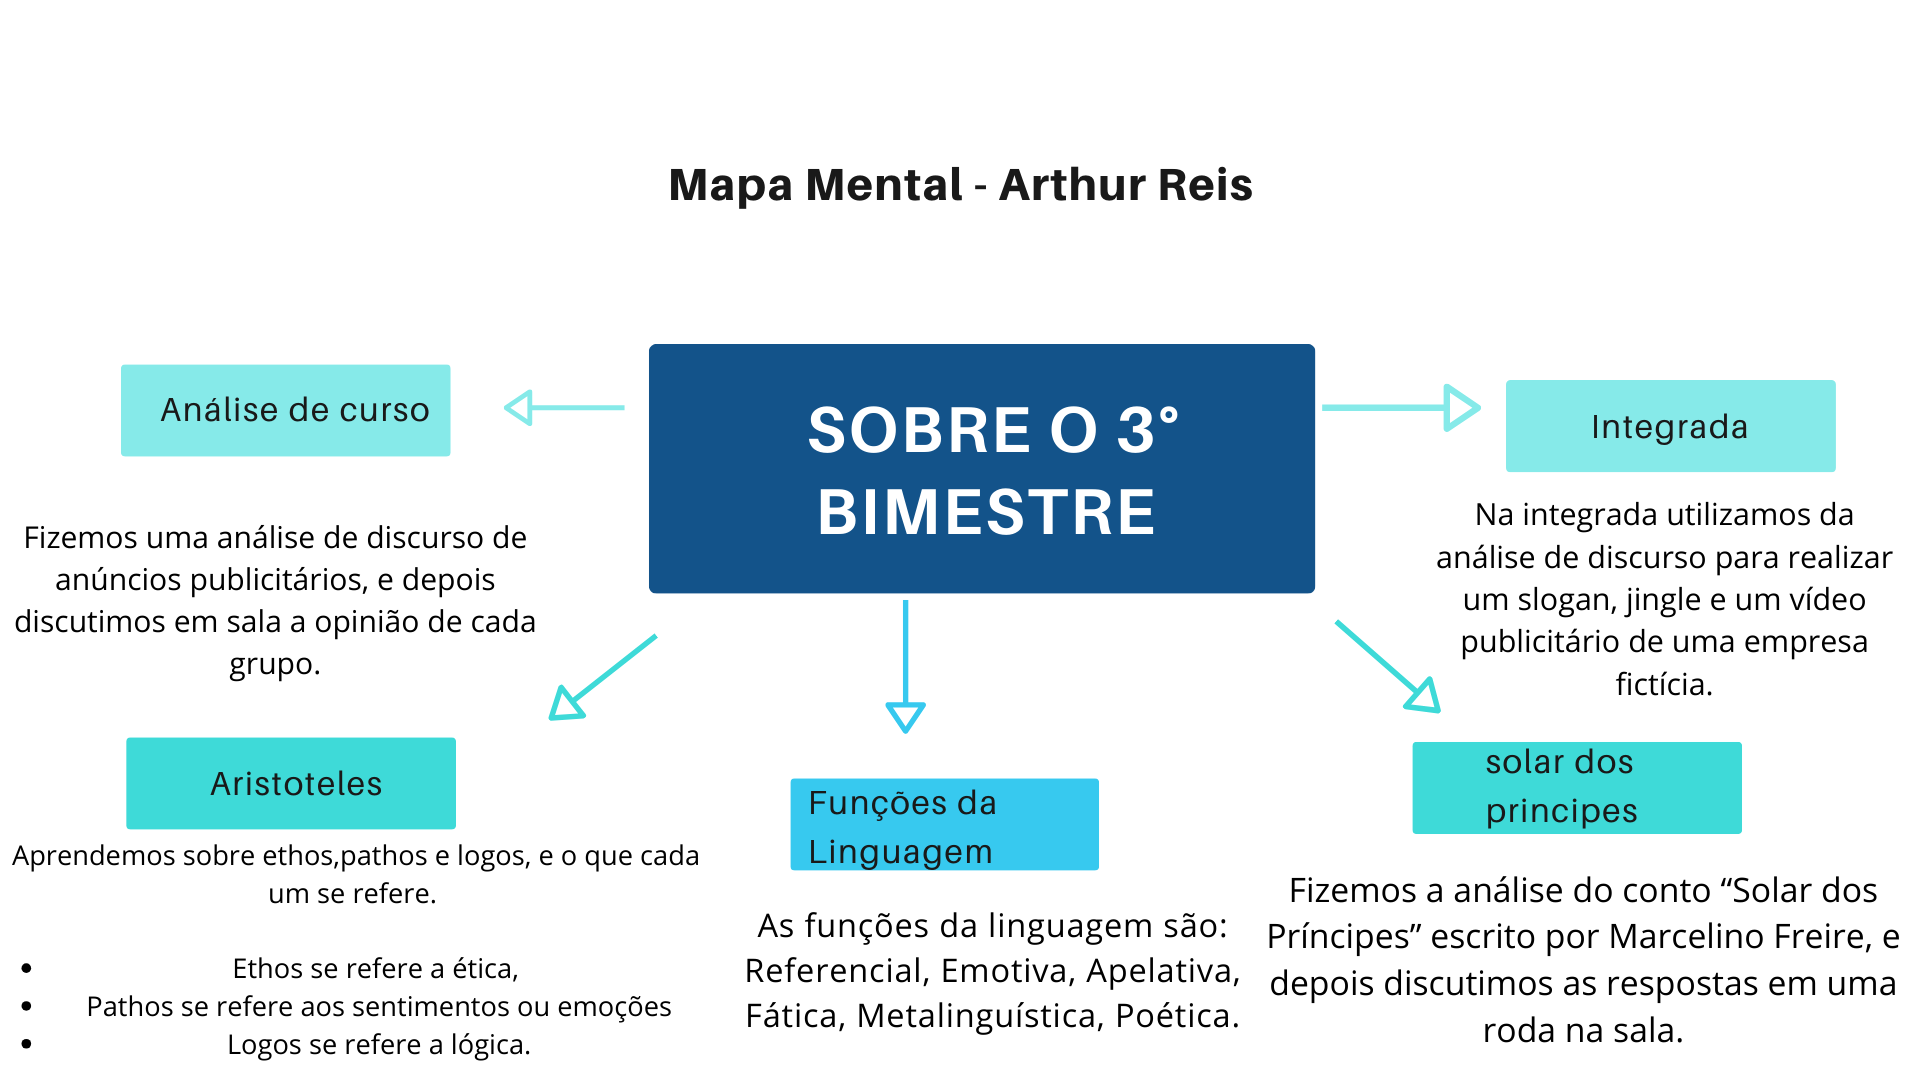 Mapa Mental - Arthur Reis
SOBRE O 3°
BIMESTRE
Análise de curso
Fizemos uma análise de discurso de
anúncios publicitários, e depois
discutimos em sala a opinião de cada
grupo.
Integrada
Na integrada utilizamos da
análise de discurso para realizar
um slogan, jingle e um vídeo
publicitário de uma empresa
fictícia.
Aristoteles
Aprendemos sobre ethos,pathos e logos, e o que cada
um se refere.
• Ethos se refere a ética,
• Pathos se refere aos sentimentos ou emoções
• Logos se refere a lógica.
Funções da
Linguagem
As funções da linguagem são:
Referencial, Emotiva, Apelativa,
Fática, Metalinguística, Poética.
solar dos
principes
Fizemos a análise do conto “Solar dos
Príncipes” escrito por Marcelino Freire, e
depois discutimos as respostas em uma
roda na sala.